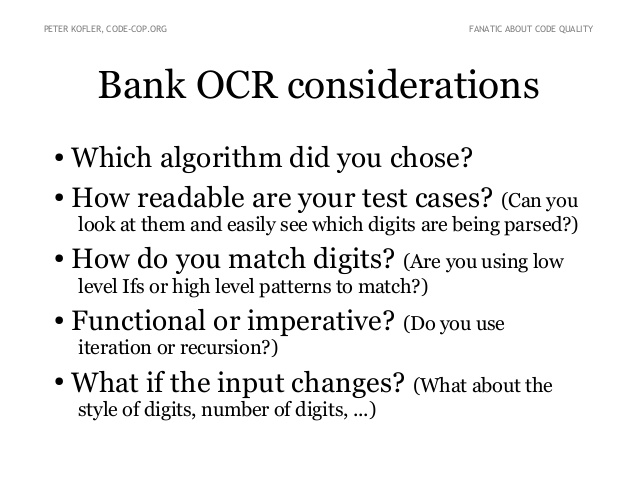 PETER KOFLER, CODE-COP.ORG FANATIC ABOUT CODE QUALITY
Bank OCR considerations
• Which algorithm did you chose?
• How readable are your test cases? (Can you
look at them and easily see which digits are being parsed?)
• How do you match digits? (Are you using low
level Ifs or high level patterns to match?)
• Functional or imperative? (Do you use
iteration or recursion?)
• What if the input changes? (What about the
style of digits, number of digits, ...)